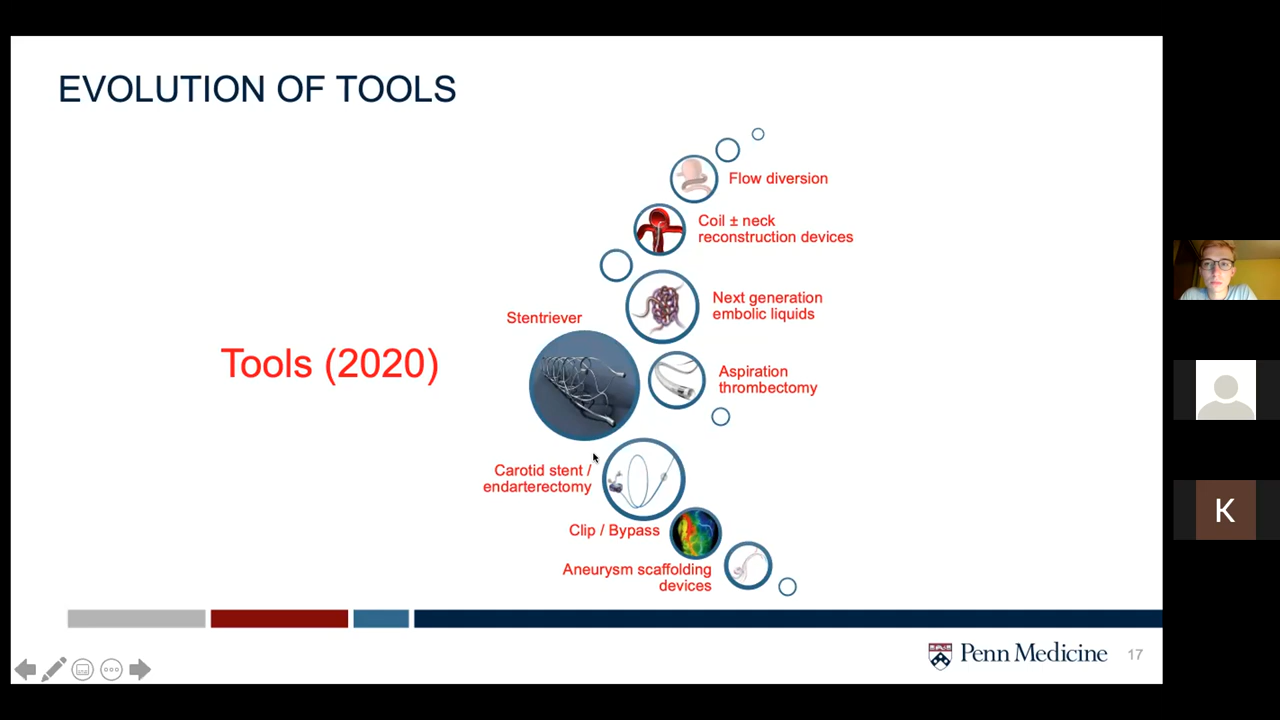 EVOLUTION OF TOOLS
Flow diversion
Coil ± neck
reconstruction devices
Next generation
embolic liquids
Stentriever
Tools (2020)
Aspiration
thrombectomy
Carotid stent /
endarterectomy
Clip / Bypass
Aneurysm scaffolding
devices
Penn Medicine
17
K